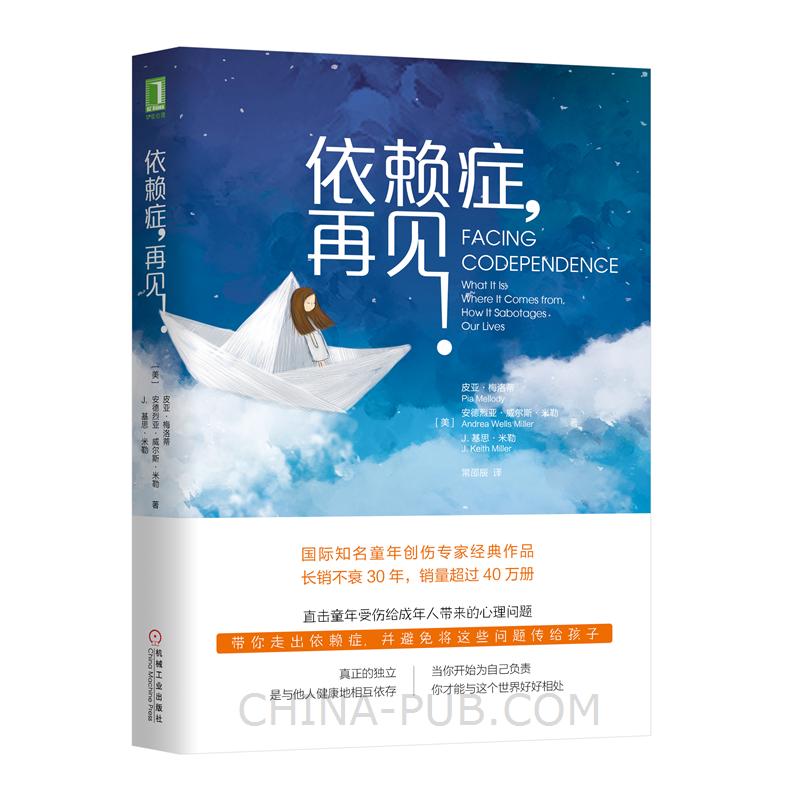 依赖症,
再见!
FACING
CODEPENDENCE
What It Is,
Where It Comes from,
How It Sabotages
Our Lives
皮亚·梅洛蒂
Pia Mellody
[美] 安德烈亚·威尔斯·米勒 著
Andrea Wells Miller
J. 基思·米勒
J. Keith Miller
常邵辰 译
国际知名童年创伤专家经典作品
长销不衰 30 年，销量超过 40 万册
直击童年受伤给成年人带来的心理问题
带你走出依赖症，并避免将这些问题传给孩子
真正的独立
是与他人健康地相互依存
当你开始为自己负责
你才能与这个世界好好相处
CHINA-PUB.COM
依赖症,再见!
[美]
皮亚·梅洛蒂
安德烈亚·威尔斯·米勒
J. 基思·米勒
著
机械工业出版社
China Machine Press